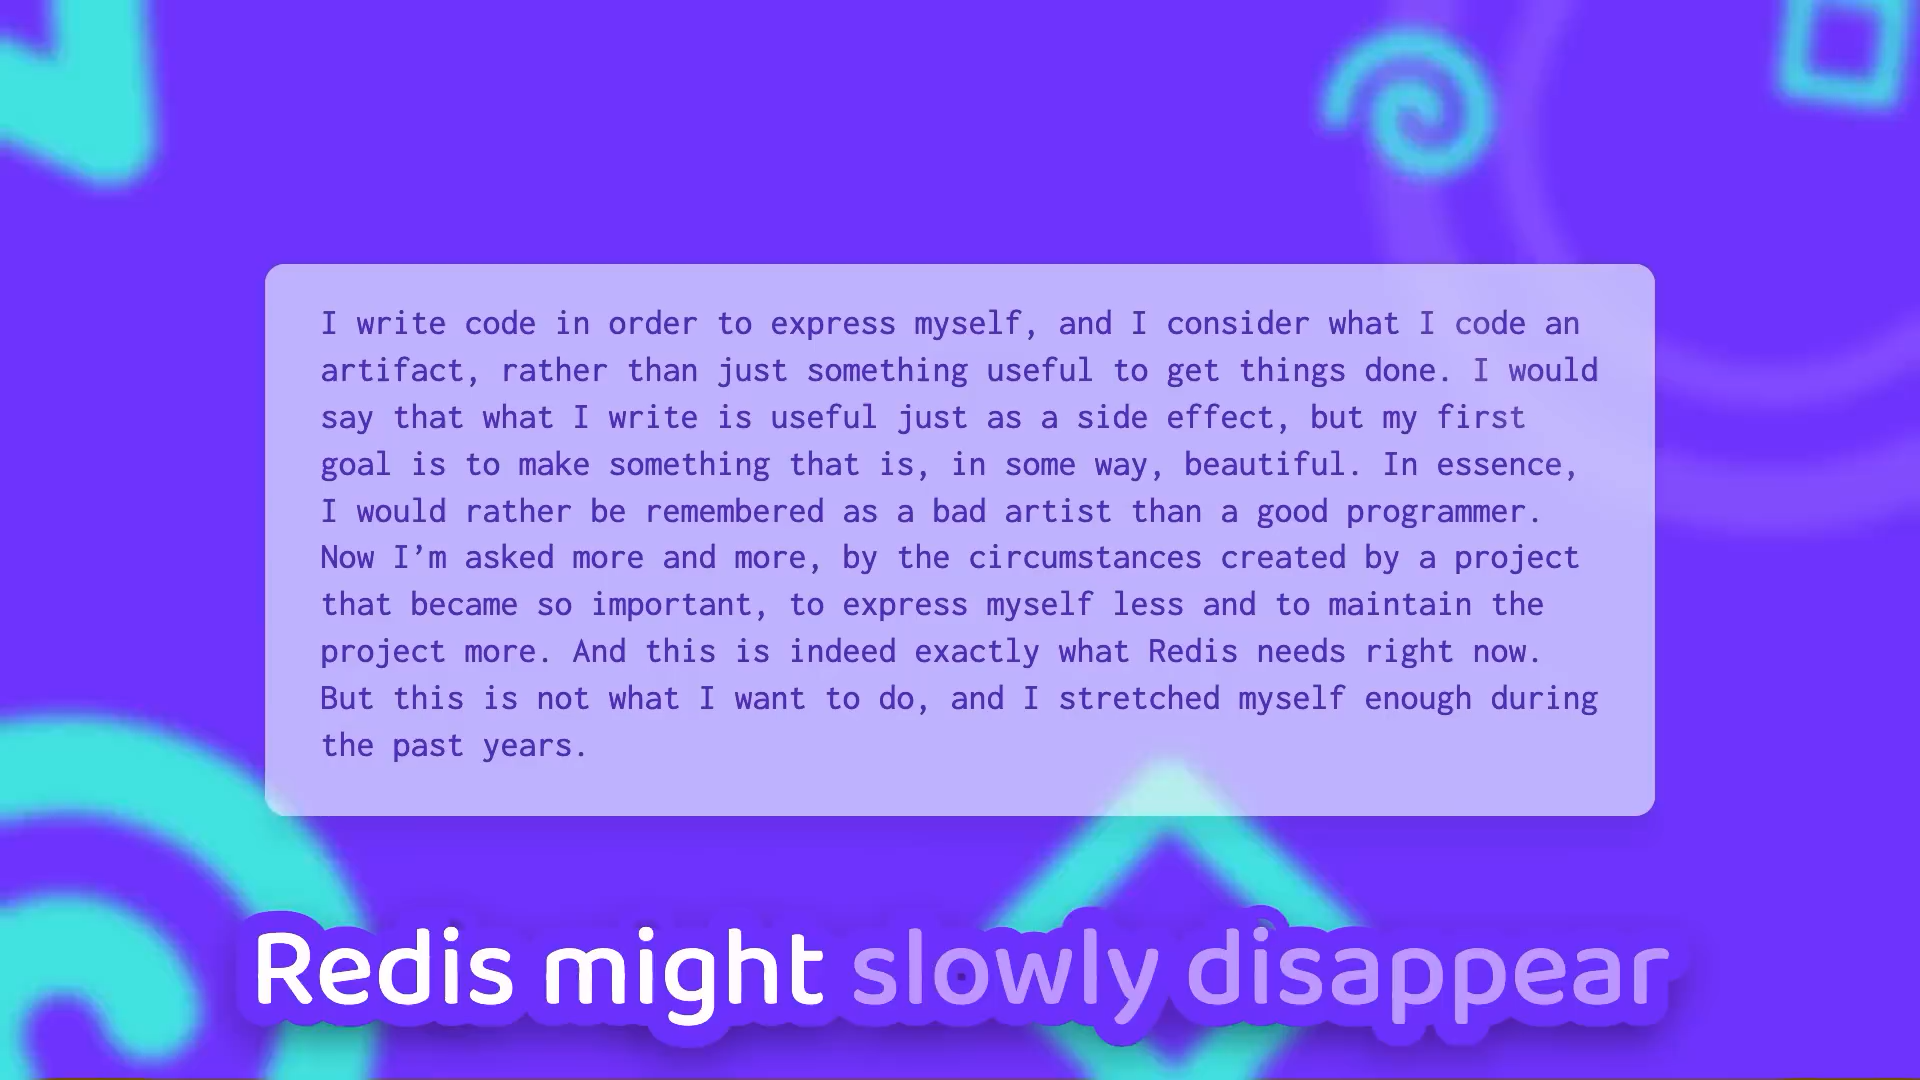 I write code in order to express myself, and I consider what I code an
artifact, rather than just something useful to get things done. I would
say that what I write is useful just as a side effect, but my first
goal is to make something that is, in some way, beautiful. In essence,
I would rather be remembered as a bad artist than a good programmer.
Now I’m asked more and more, by the circumstances created by a project
that became so important, to express myself less and to maintain the
project more. And this is indeed exactly what Redis needs right now.
But this is not what I want to do, and I stretched myself enough during
the past years.
Redis might slowly disappear